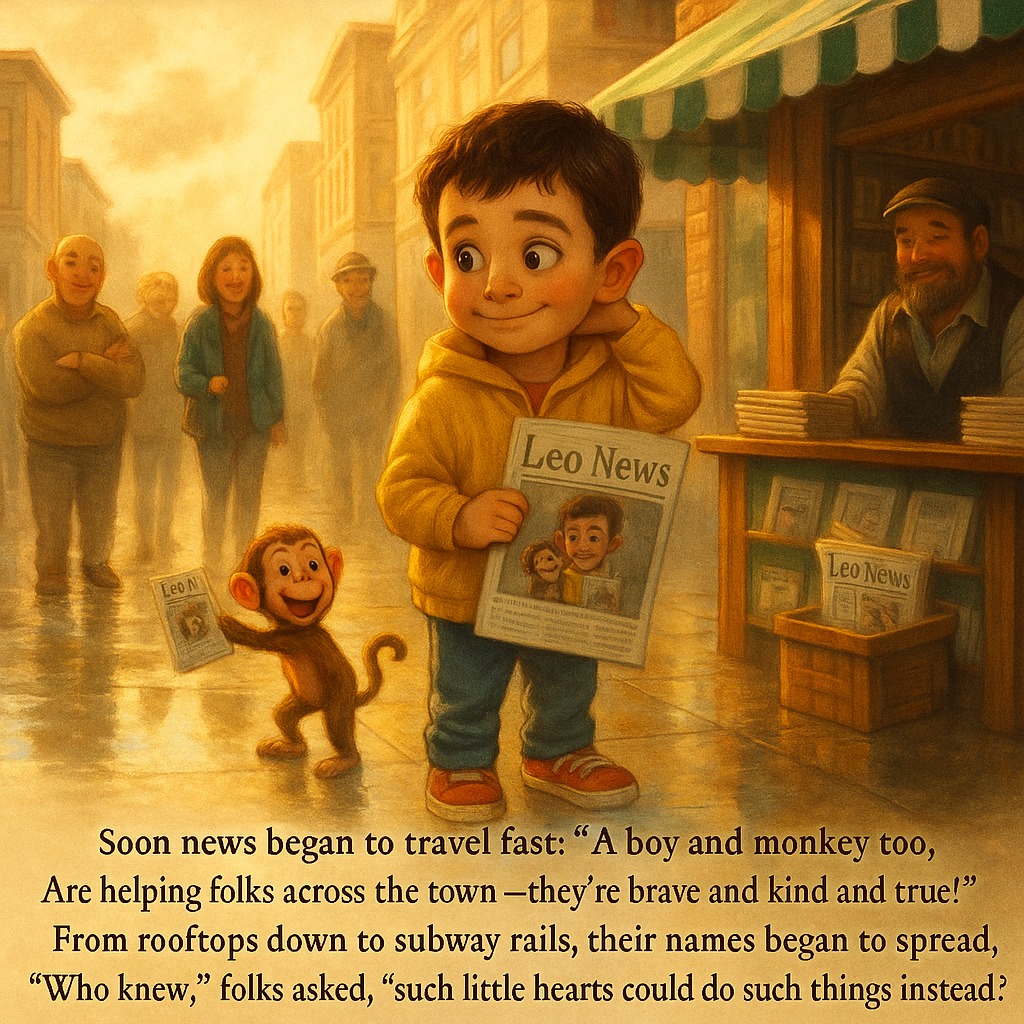 Leo News
Leo News
Leo News
Soon news began to travel fast: “A boy and monkey too,
Are helping folks across the town—they’re brave and kind and true!”
From rooftops down to subway rails, their names began to spread,
“Who knew,” folks asked, “such little hearts could do such things instead?